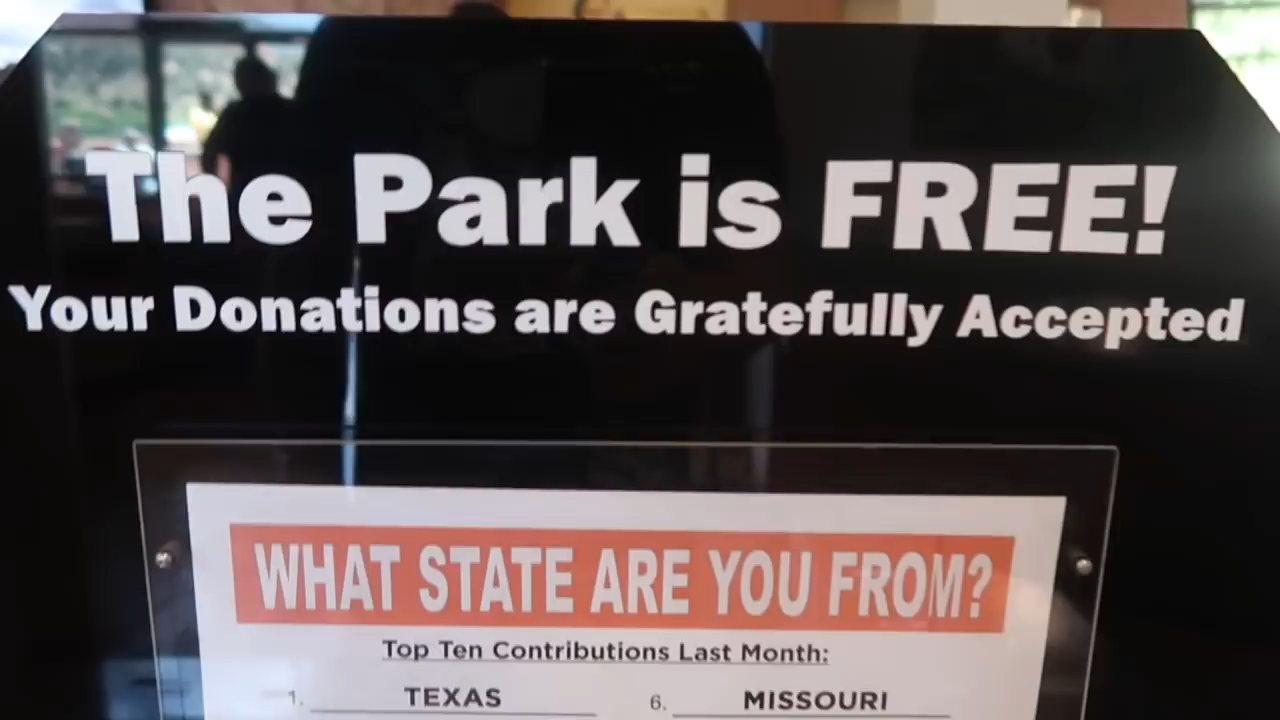 The Park is FREE!
Your Donations are Gratefully Accepted
WHAT STATE ARE YOU FROM?
Top Ten Contributions Last Month:
1. TEXAS 6. MISSOURI